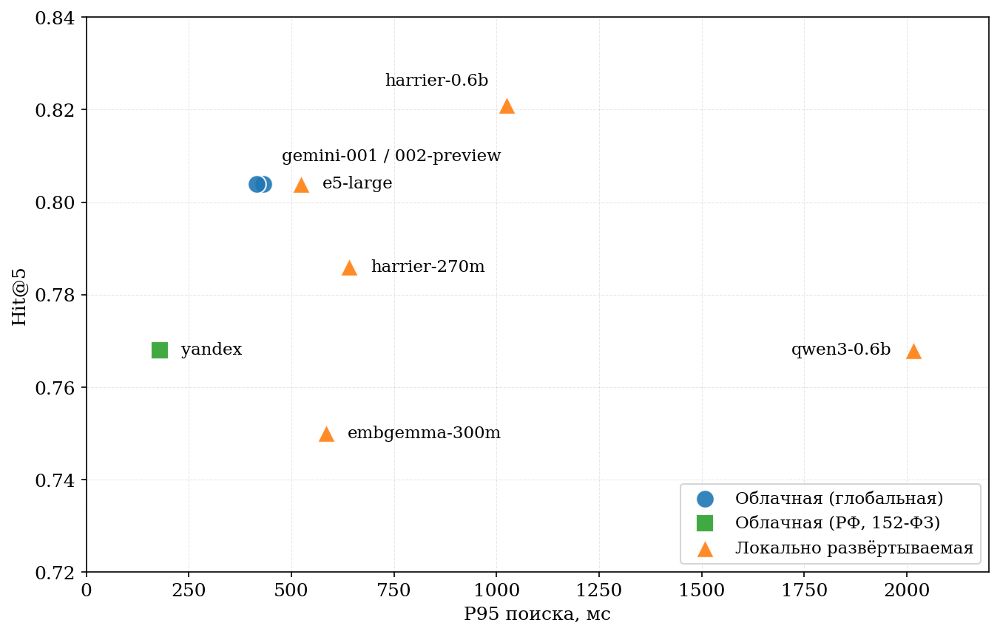 0.84
0.82
0.80
0.78
0.76
0.74
0.72
Hit@5
harrier-0.6b
gemini-001 / 002-preview
e5-large
harrier-270m
yandex
qwen3-0.6b
embgemma-300m
Облачная (глобальная)
Облачная (РФ, 152-ФЗ)
Локально развёртываемая
0 250 500 750 1000 1250 1500 1750 2000
P95 поиска, мс